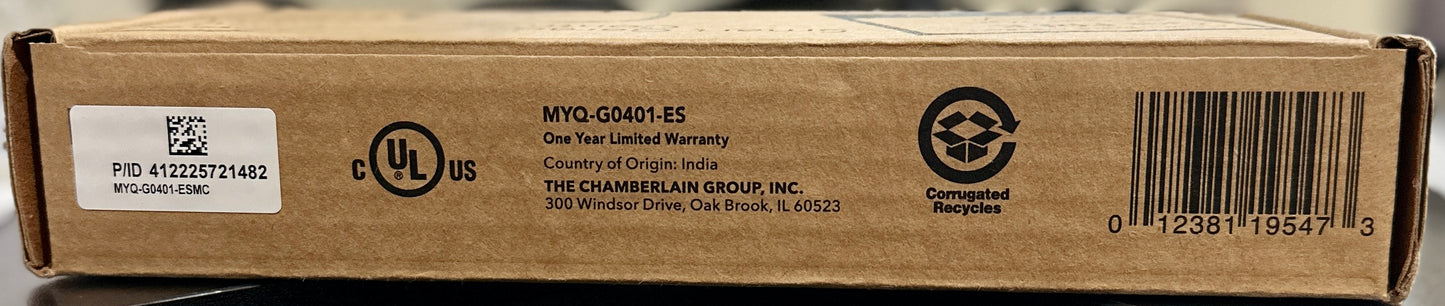 P/ID 412225721482
MYQ-G0401-ESMC
C UL ® US
MYQ-G0401-ES
One Year Limited Warranty
Country of Origin: India
THE CHAMBERLAIN GROUP, INC.
300 Windsor Drive, Oak Brook, IL 60523
Corrugated
Recycles
0 12381 19547 3